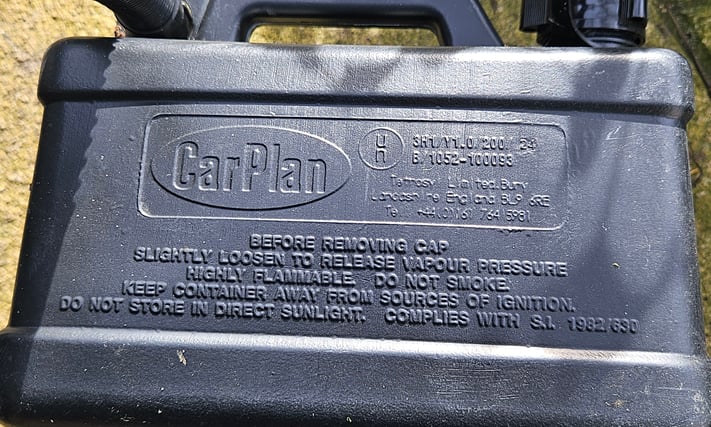 CarPlan
U
n
3H1/Y1.0/200/ 24
B/1052-100093
Tetrosyl Limited.Bury
Lancashire England BL9 6RE
Tel +44(0)161 764 5981
BEFORE REMOVING CAP
SLIGHTLY LOOSEN TO RELEASE VAPOUR PRESSURE
HIGHLY FLAMMABLE. DO NOT SMOKE.
KEEP CONTAINER AWAY FROM SOURCES OF IGNITION.
DO NOT STORE IN DIRECT SUNLIGHT. COMPLIES WITH S.I. 1982/630